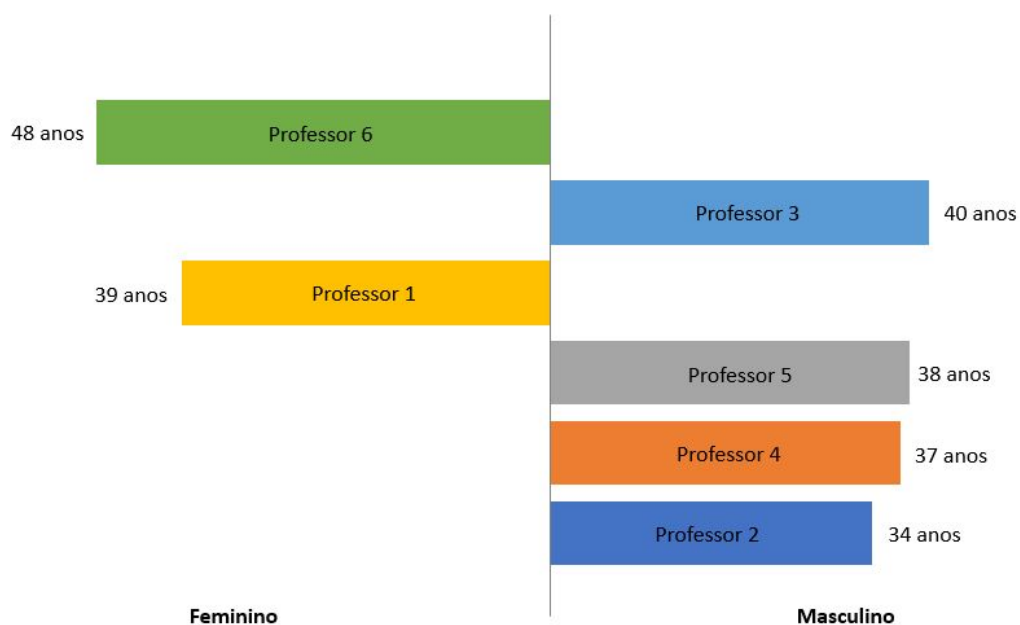 48 anos Professor 6
Professor 3 40 anos
39 anos Professor 1
Professor 5 38 anos
Professor 4 37 anos
Professor 2 34 anos
Feminino Masculino